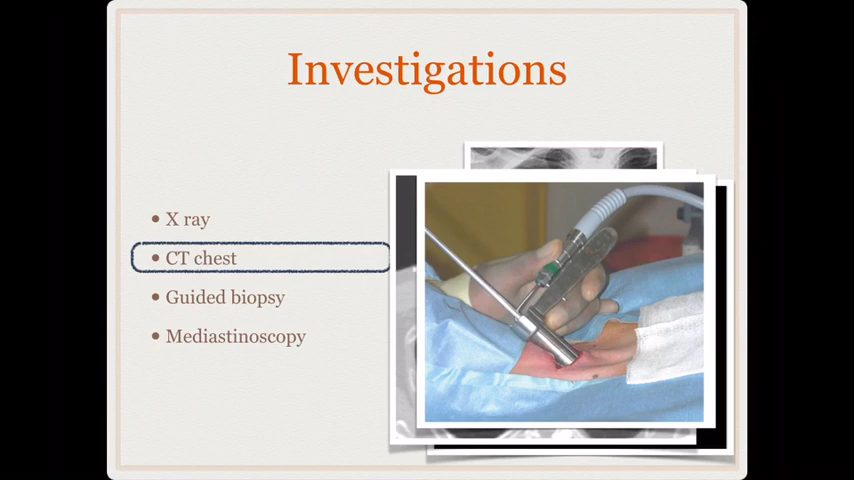 Investigations
• X ray
• CT chest
• Guided biopsy
• Mediastinoscopy